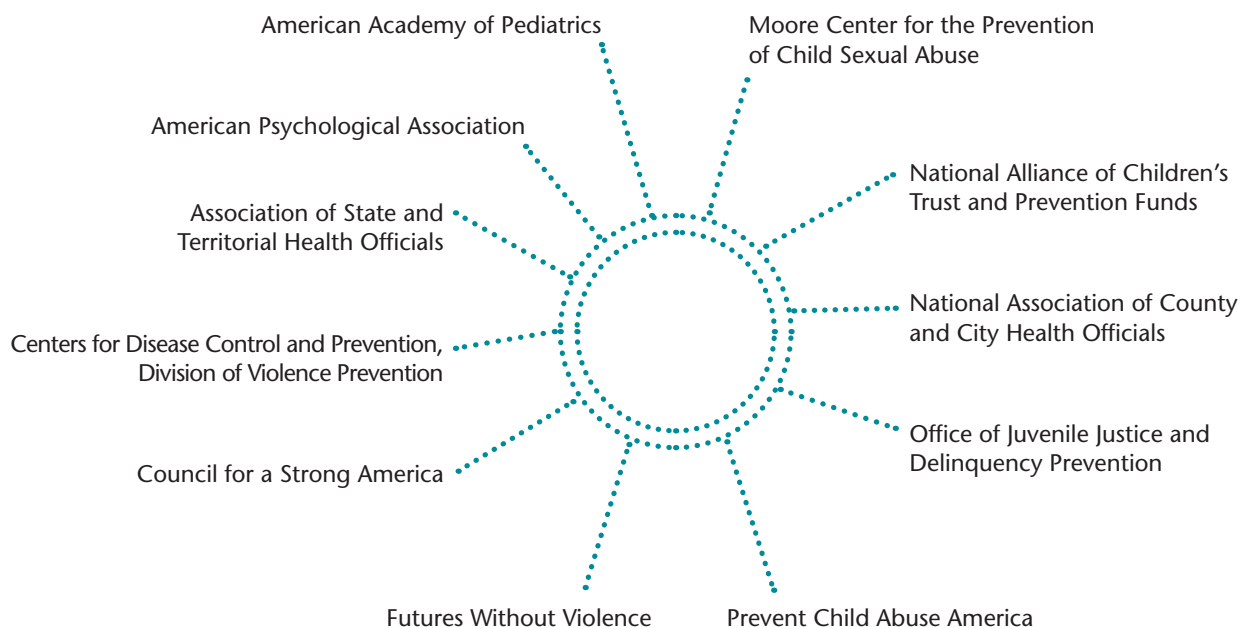 American Academy of Pediatrics
Moore Center for the Prevention
of Child Sexual Abuse
American Psychological Association
National Alliance of Children’s
Trust and Prevention Funds
Association of State and
Territorial Health Officials
National Association of County
and City Health Officials
Centers for Disease Control and Prevention,
Division of Violence Prevention
Office of Juvenile Justice and
Delinquency Prevention
Council for a Strong America
Futures Without Violence
Prevent Child Abuse America